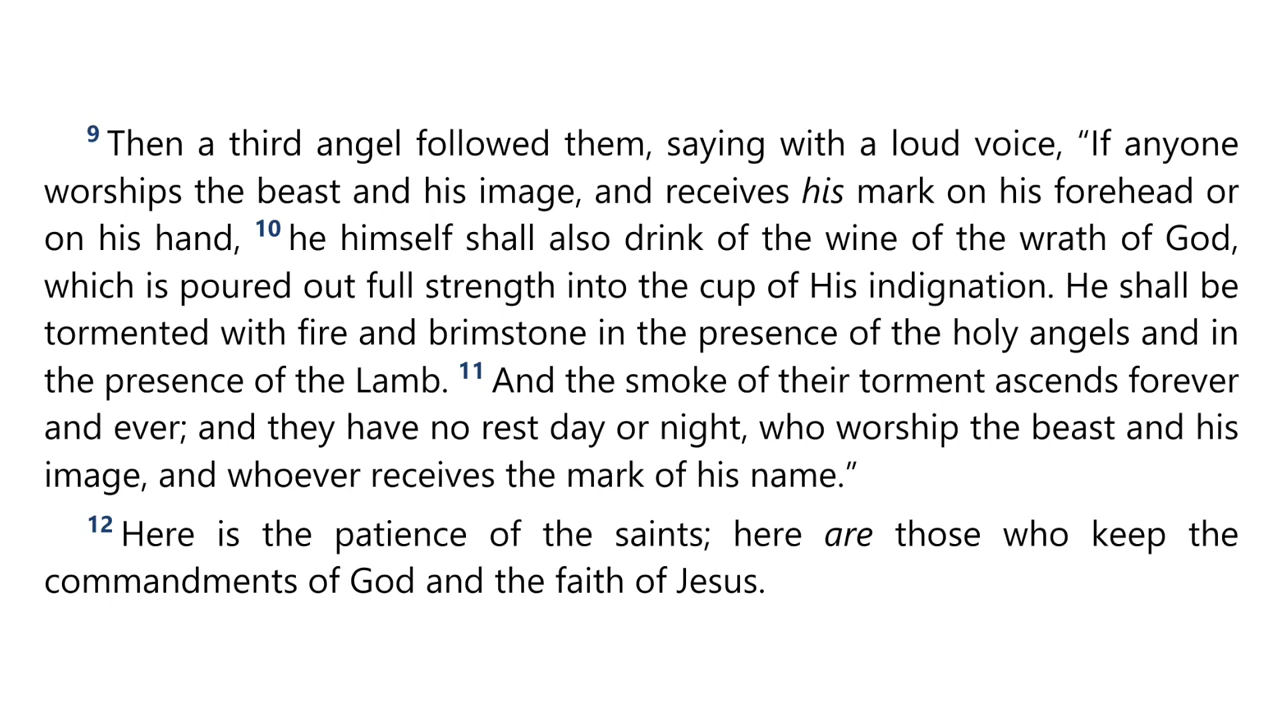 9 Then a third angel followed them, saying with a loud voice, “If anyone
worships the beast and his image, and receives his mark on his forehead or
on his hand, 10 he himself shall also drink of the wine of the wrath of God,
which is poured out full strength into the cup of His indignation. He shall be
tormented with fire and brimstone in the presence of the holy angels and in
the presence of the Lamb. 11 And the smoke of their torment ascends forever
and ever; and they have no rest day or night, who worship the beast and his
image, and whoever receives the mark of his name.”
12 Here is the patience of the saints; here are those who keep the
commandments of God and the faith of Jesus.